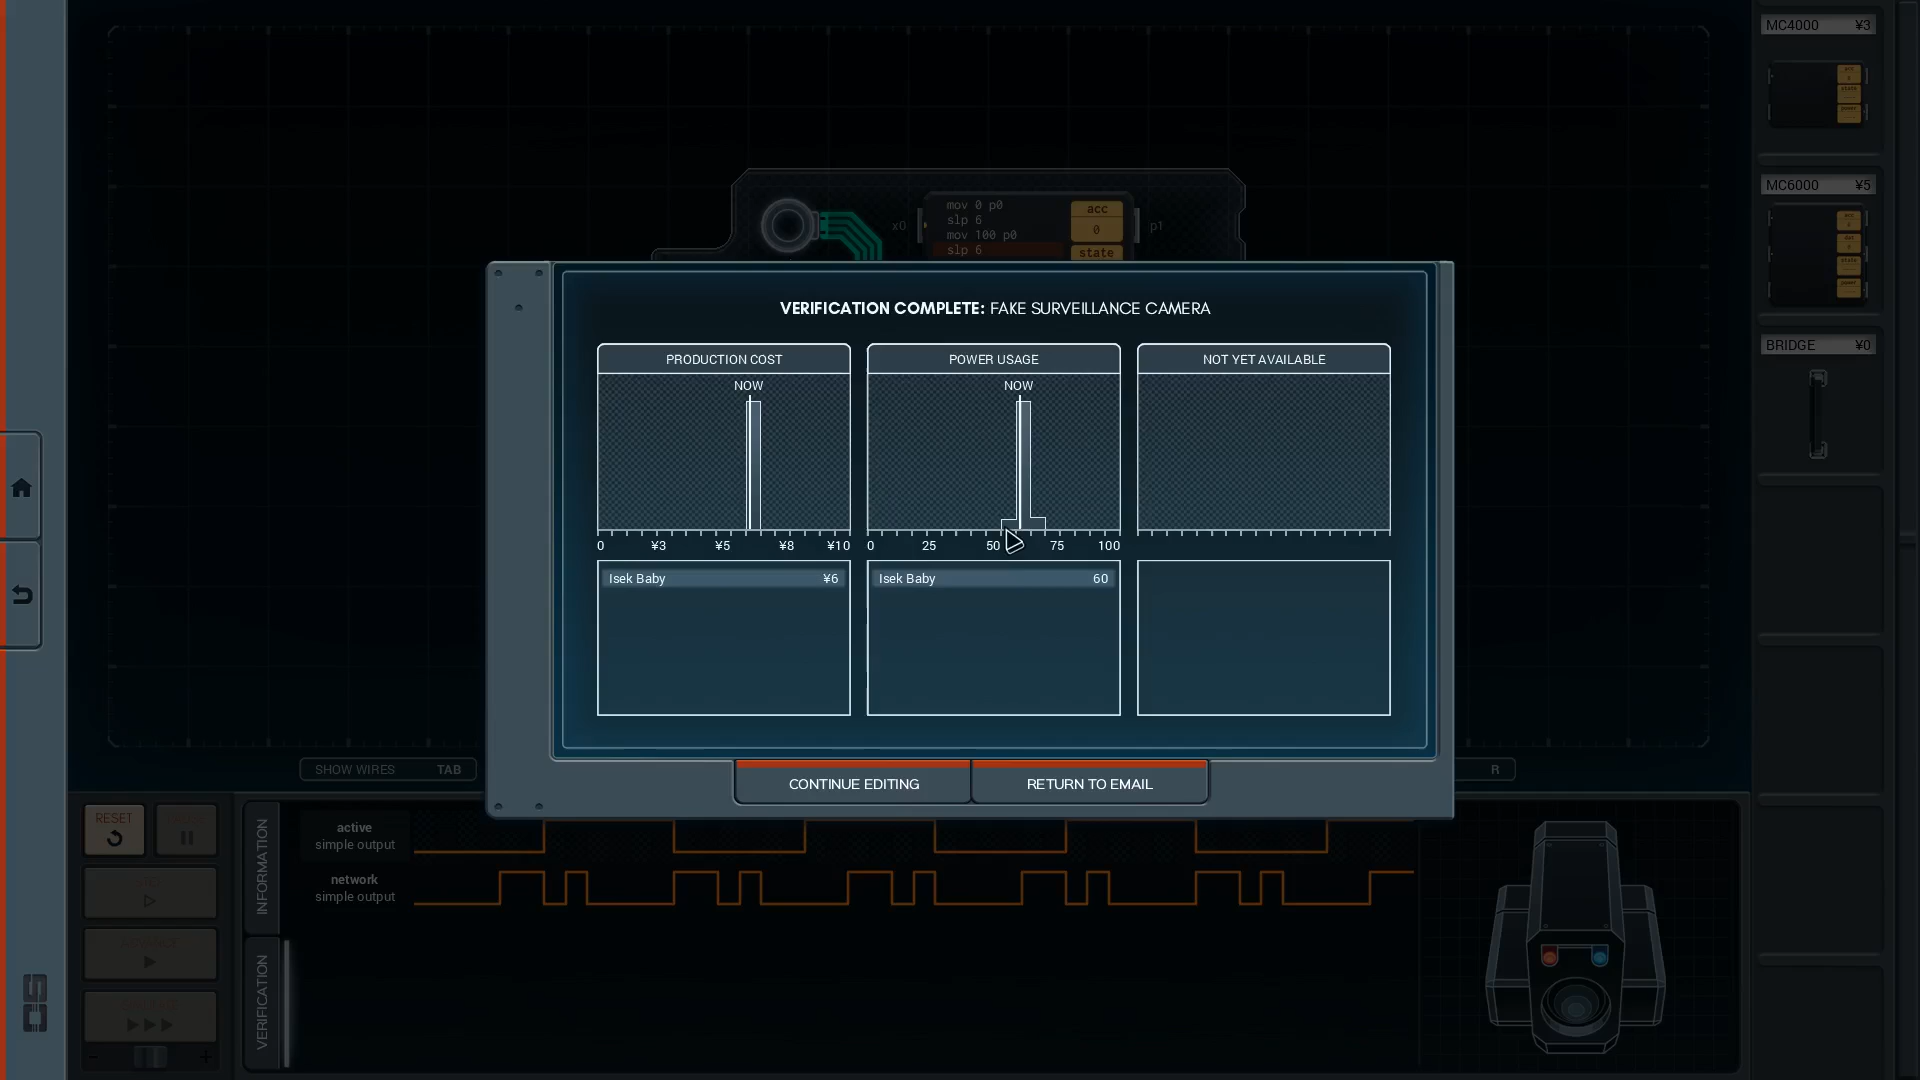 MC4000 ¥3
MC6000 ¥5
BRIDGE ¥0
mov 0 p0
slp 6
mov 100 p0
slp 6
x0
acc
0
state
p1
VERIFICATION COMPLETE: FAKE SURVEILLANCE CAMERA
PRODUCTION COST
NOW
0 ¥3 ¥5 ¥8 ¥10
Isek Baby ¥6
POWER USAGE
NOW
0 25 50 75 100
Isek Baby 60
NOT YET AVAILABLE
CONTINUE EDITING
RETURN TO EMAIL
SHOW WIRES TAB
R
RESET
INFORMATION
VERIFICATION
active
simple output
network
simple output